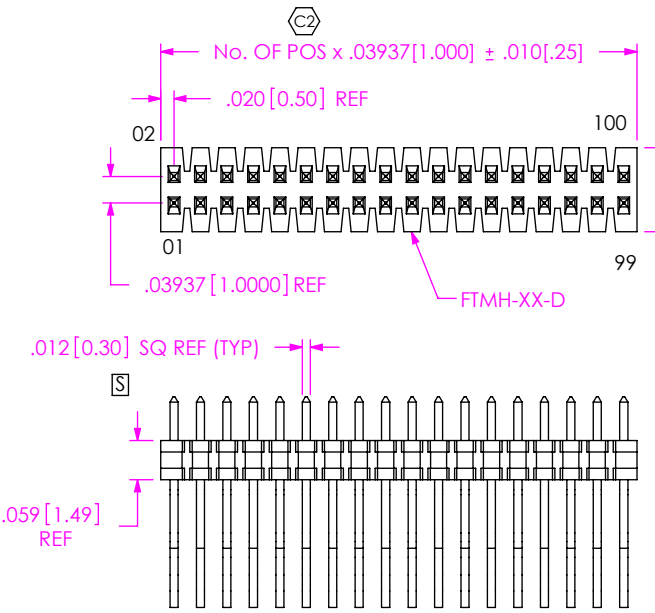 C2
No. OF POS x .03937[1.000] ± .010[.25]
.020[0.50] REF
02
100
01
99
.03937[1.0000]REF
FTMH-XX-D
.012[0.30] SQ REF (TYP)
S
.059[1.49]
REF